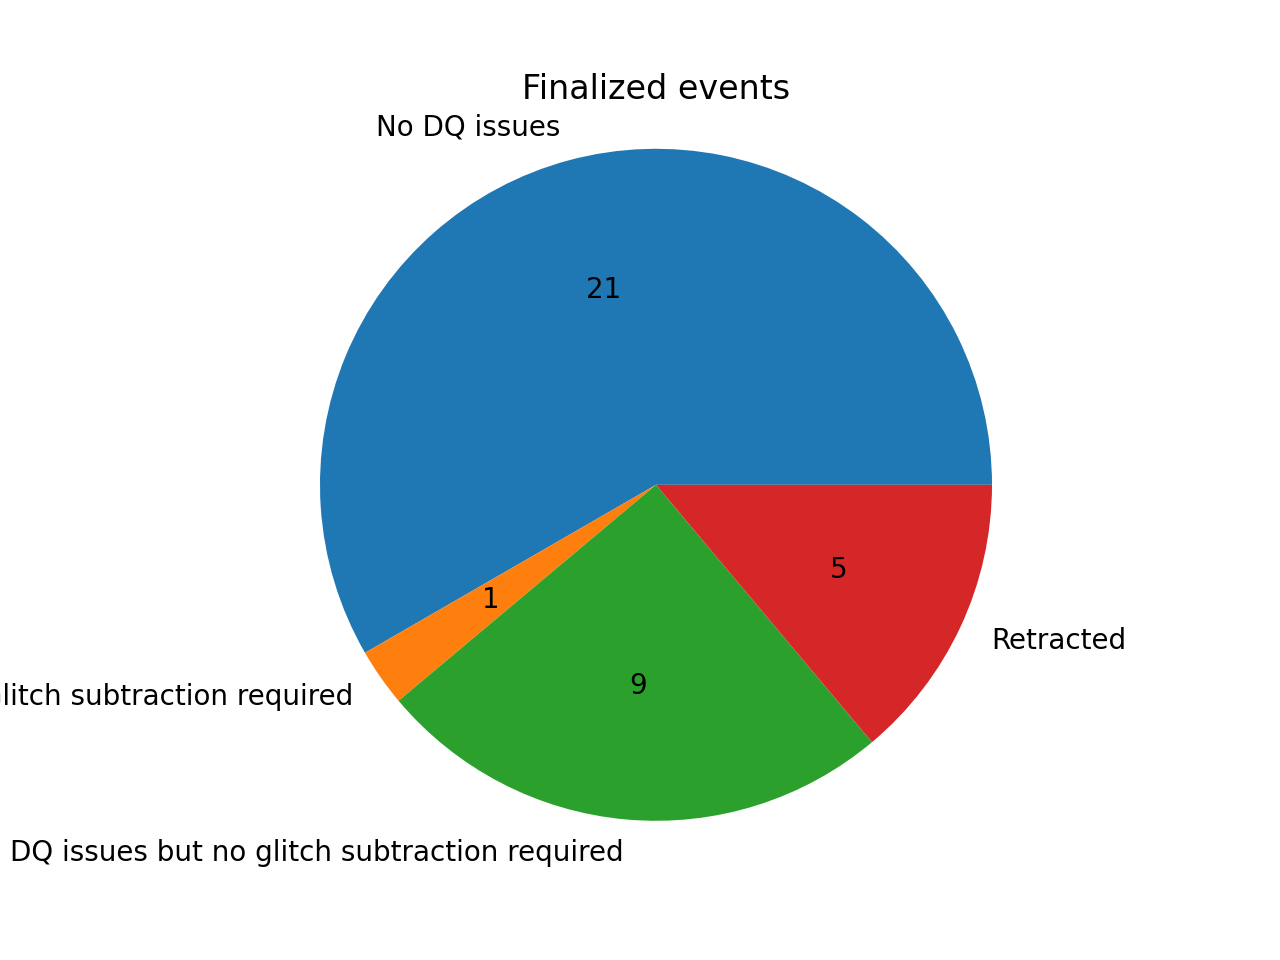 Finalized events
No DQ issues
21
1
5
Retracted
9
subtraction required
DQ issues but no glitch subtraction required